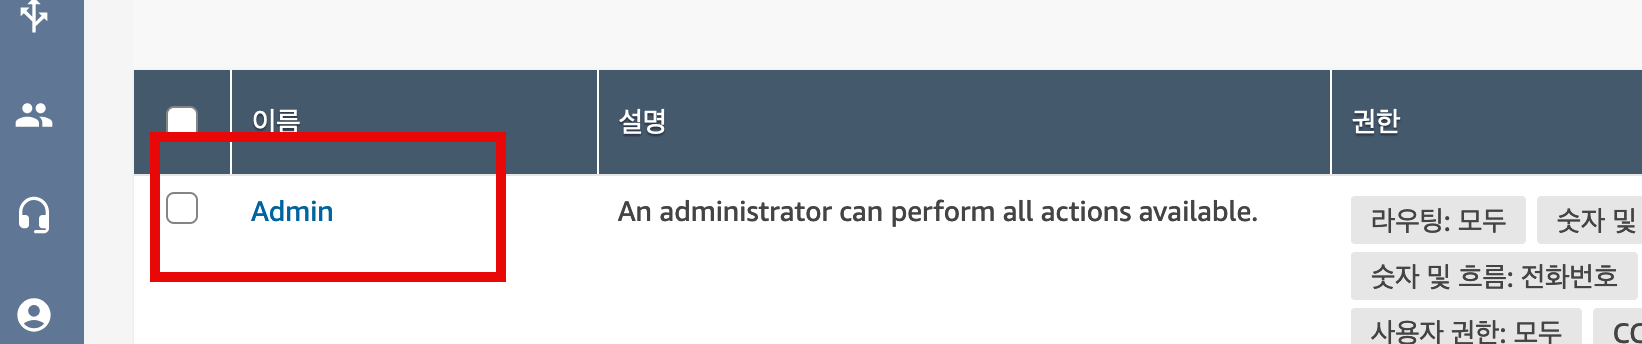 이름 설명 권한
Admin An administrator can perform all actions available. 라우팅: 모두 숫자 및
숫자 및 흐름: 전화번호
사용자 권한: 모두 CC